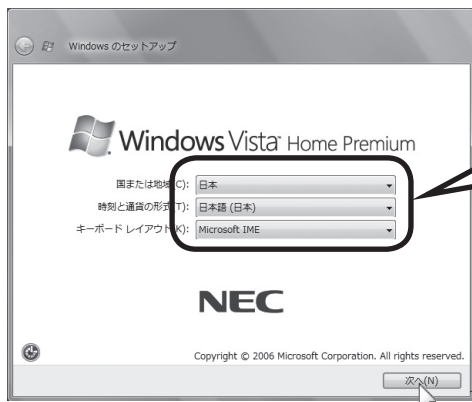 Windows のセットアップ
Windows Vista™ Home Premium
国または地域(C): 日本
時刻と通貨の形式(T): 日本語 (日本)
キーボード レイアウト(K): Microsoft IME
NEC
Copyright © 2006 Microsoft Corporation. All rights reserved.
次へ(N)